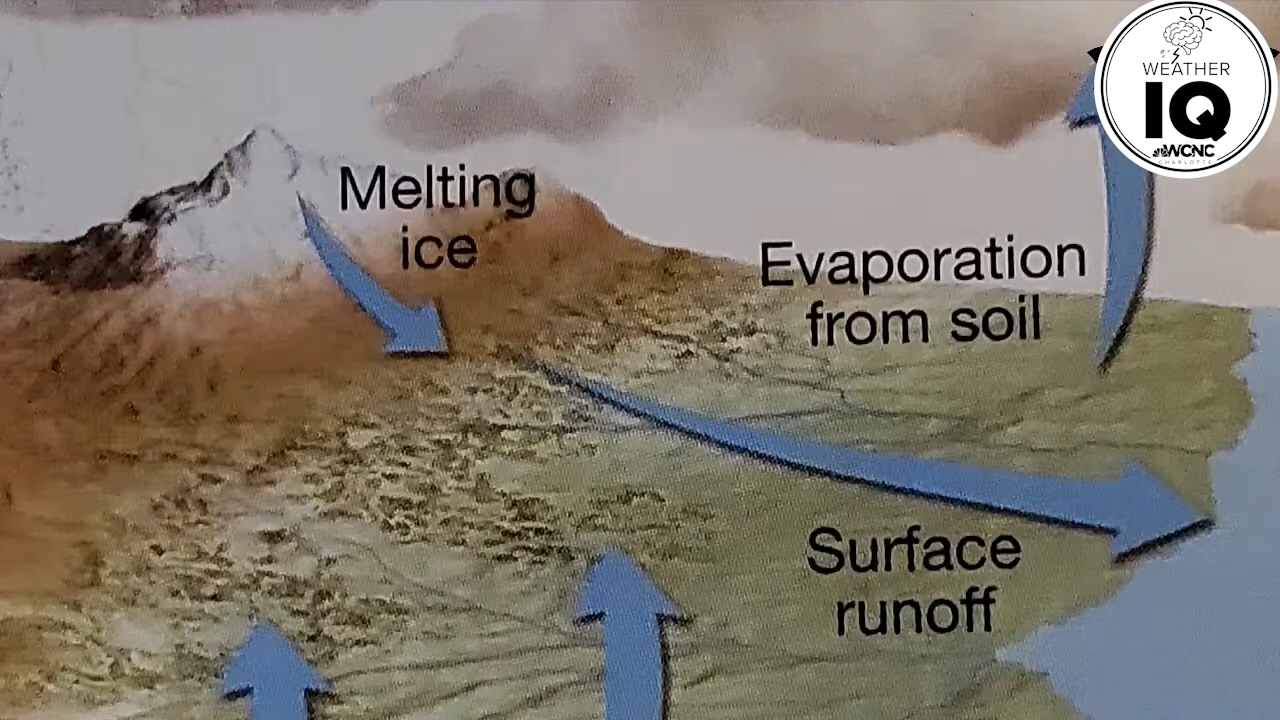 WEATHER
IQ
WCNC
CHARLOTTE
Melting
ice
Evaporation
from soil
Surface
runoff